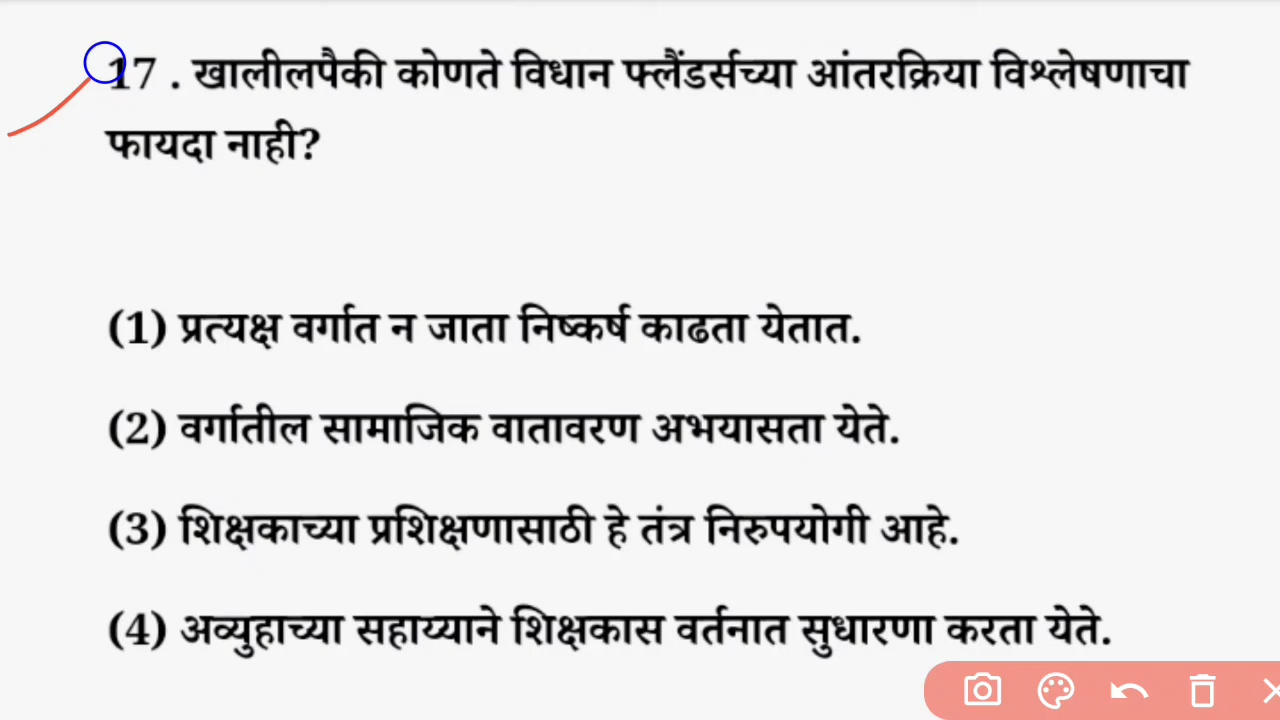 17 . खालीलपैकी कोणते विधान फ्लैंडर्सच्या आंतरक्रिया विश्लेषणाचा
फायदा नाही?
(1) प्रत्यक्ष वर्गात न जाता निष्कर्ष काढता येतात.
(2) वर्गातील सामाजिक वातावरण अभयासता येते.
(3) शिक्षकाच्या प्रशिक्षणासाठी हे तंत्र निरुपयोगी आहे.
(4) अव्युहाच्या सहाय्याने शिक्षकास वर्तनात सुधारणा करता येते.